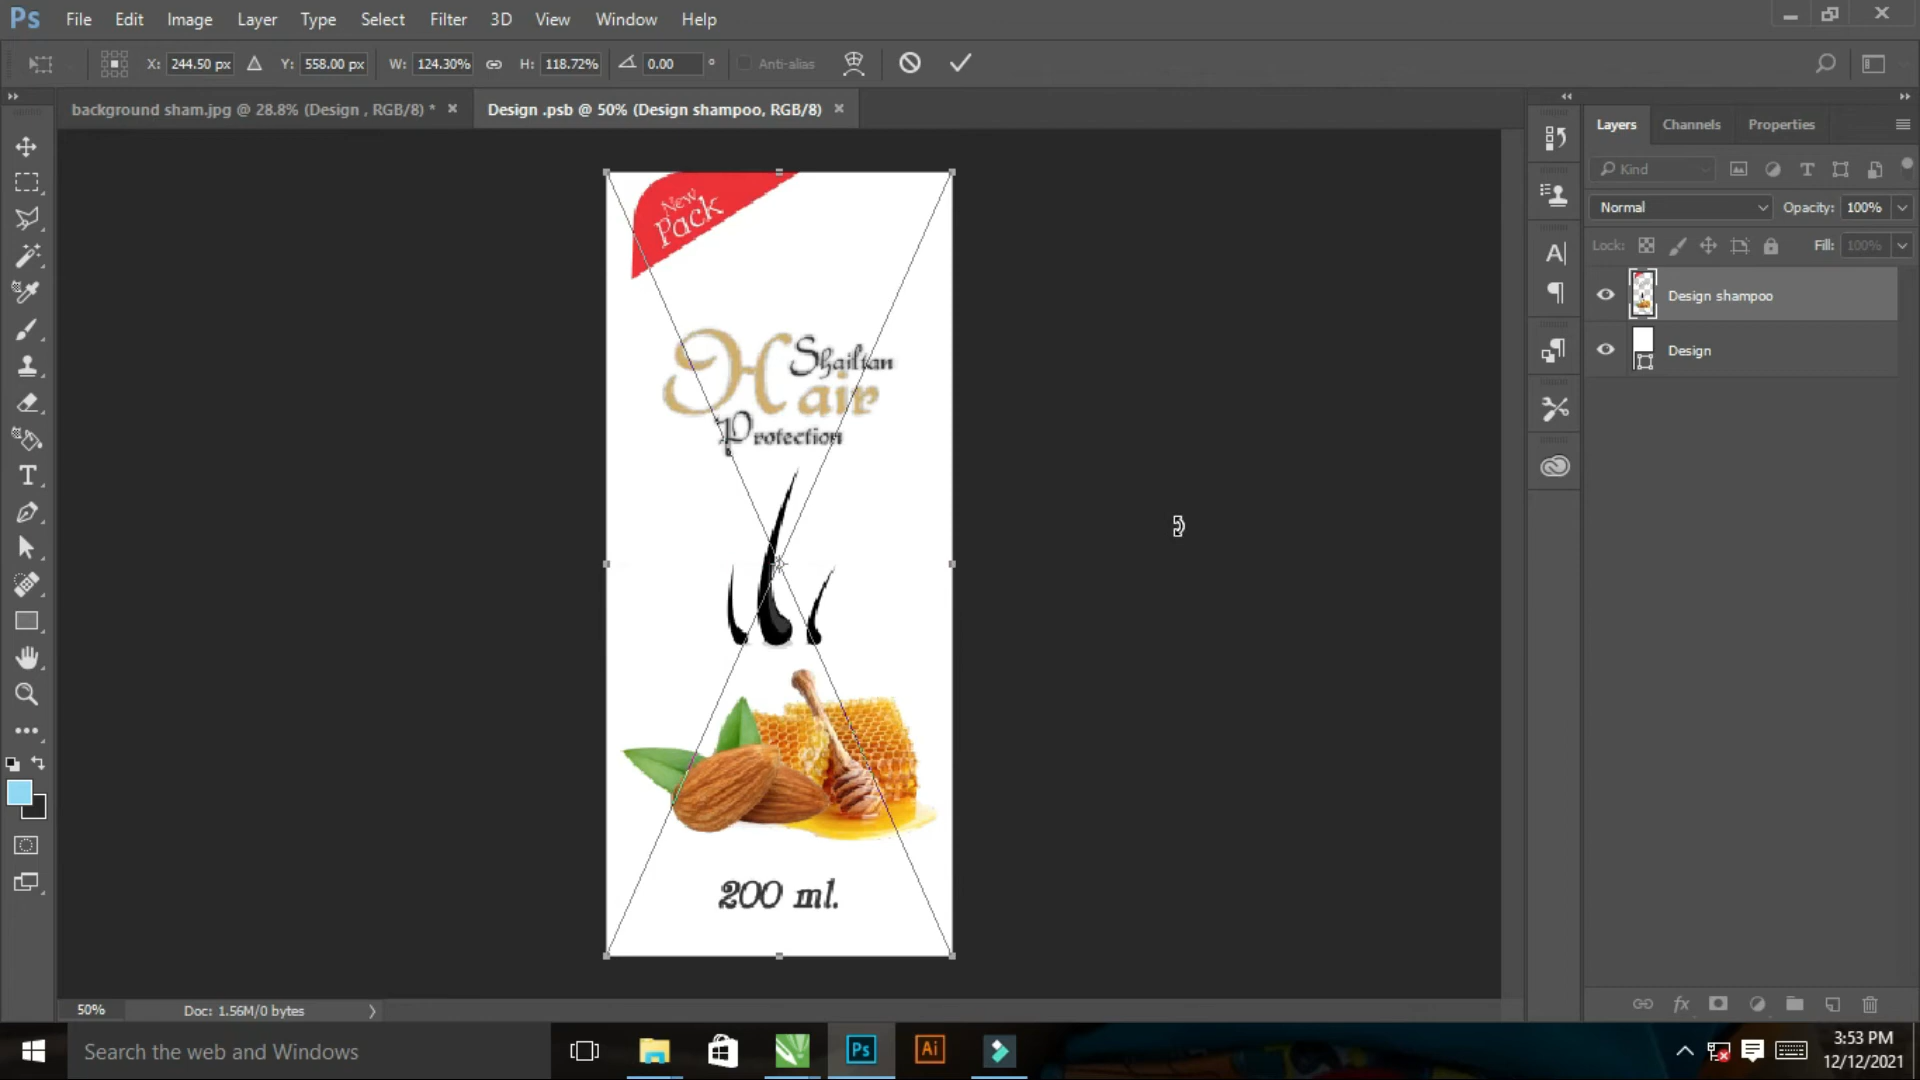 Ps File Edit Image Layer Type Select Filter 3D View Window Help
X: 244.50 px Y: 558.00 px W: 124.30% H: 118.72% 0.00 ° Anti-alias
background sham.jpg @ 28.8% (Design , RGB/8) * Design .psb @ 50% (Design shampoo, RGB/8)
Layers Channels Properties
Kind
Normal Opacity: 100%
Lock: Fill: 100%
Design shampoo
Design
New
Pack
Shailian
Hair
Protection
200 ml.
50% Doc: 1.56M/0 bytes
Search the web and Windows
Ps
Ai
3:53 PM
12/12/2021